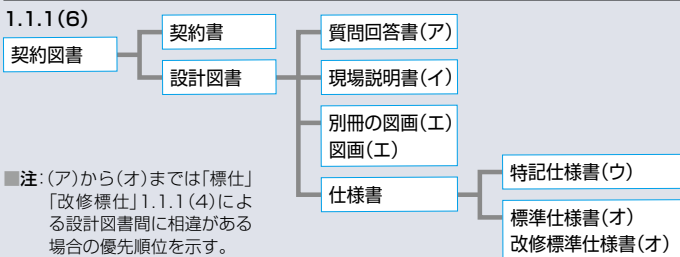 1.1.1(6)
契約図書
契約書
設計図書
質問回答書(ア)
現場説明書(イ)
別冊の図画(エ)
図画(エ)
仕様書
特記仕様書(ウ)
標準仕様書(オ)
改修標準仕様書(オ)
■注:(ア)から(オ)までは「標仕」
「改修標仕」1.1.1(4)によ
る設計図書間に相違がある
場合の優先順位を示す。